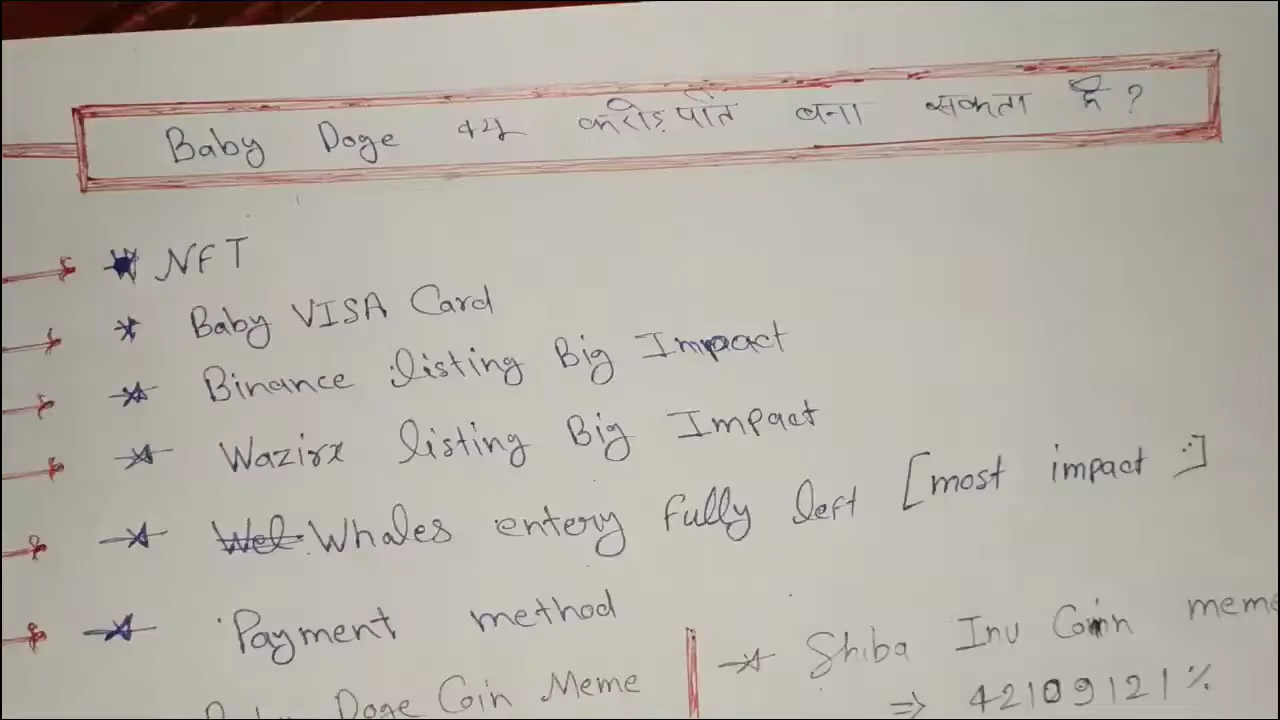 Baby Doge क्या करोड़पति बना सकता है ?
NFT
Baby VISA Card
Binance listing Big Impact
Wazirx listing Big Impact
Whales entery fully left [most impact :)]
Payment method
Baby Doge Coin Meme
Shiba Inu Coin meme
⇒ 42109121%